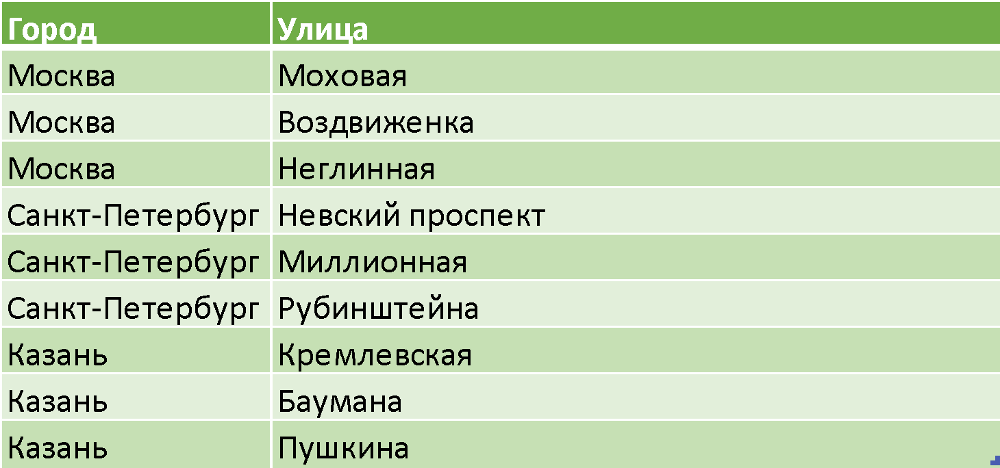 Город Улица
Москва Моховая
Москва Воздвиженка
Москва Неглинная
Санкт-Петербург Невский проспект
Санкт-Петербург Миллионная
Санкт-Петербург Рубинштейна
Казань Кремлевская
Казань Баумана
Казань Пушкина